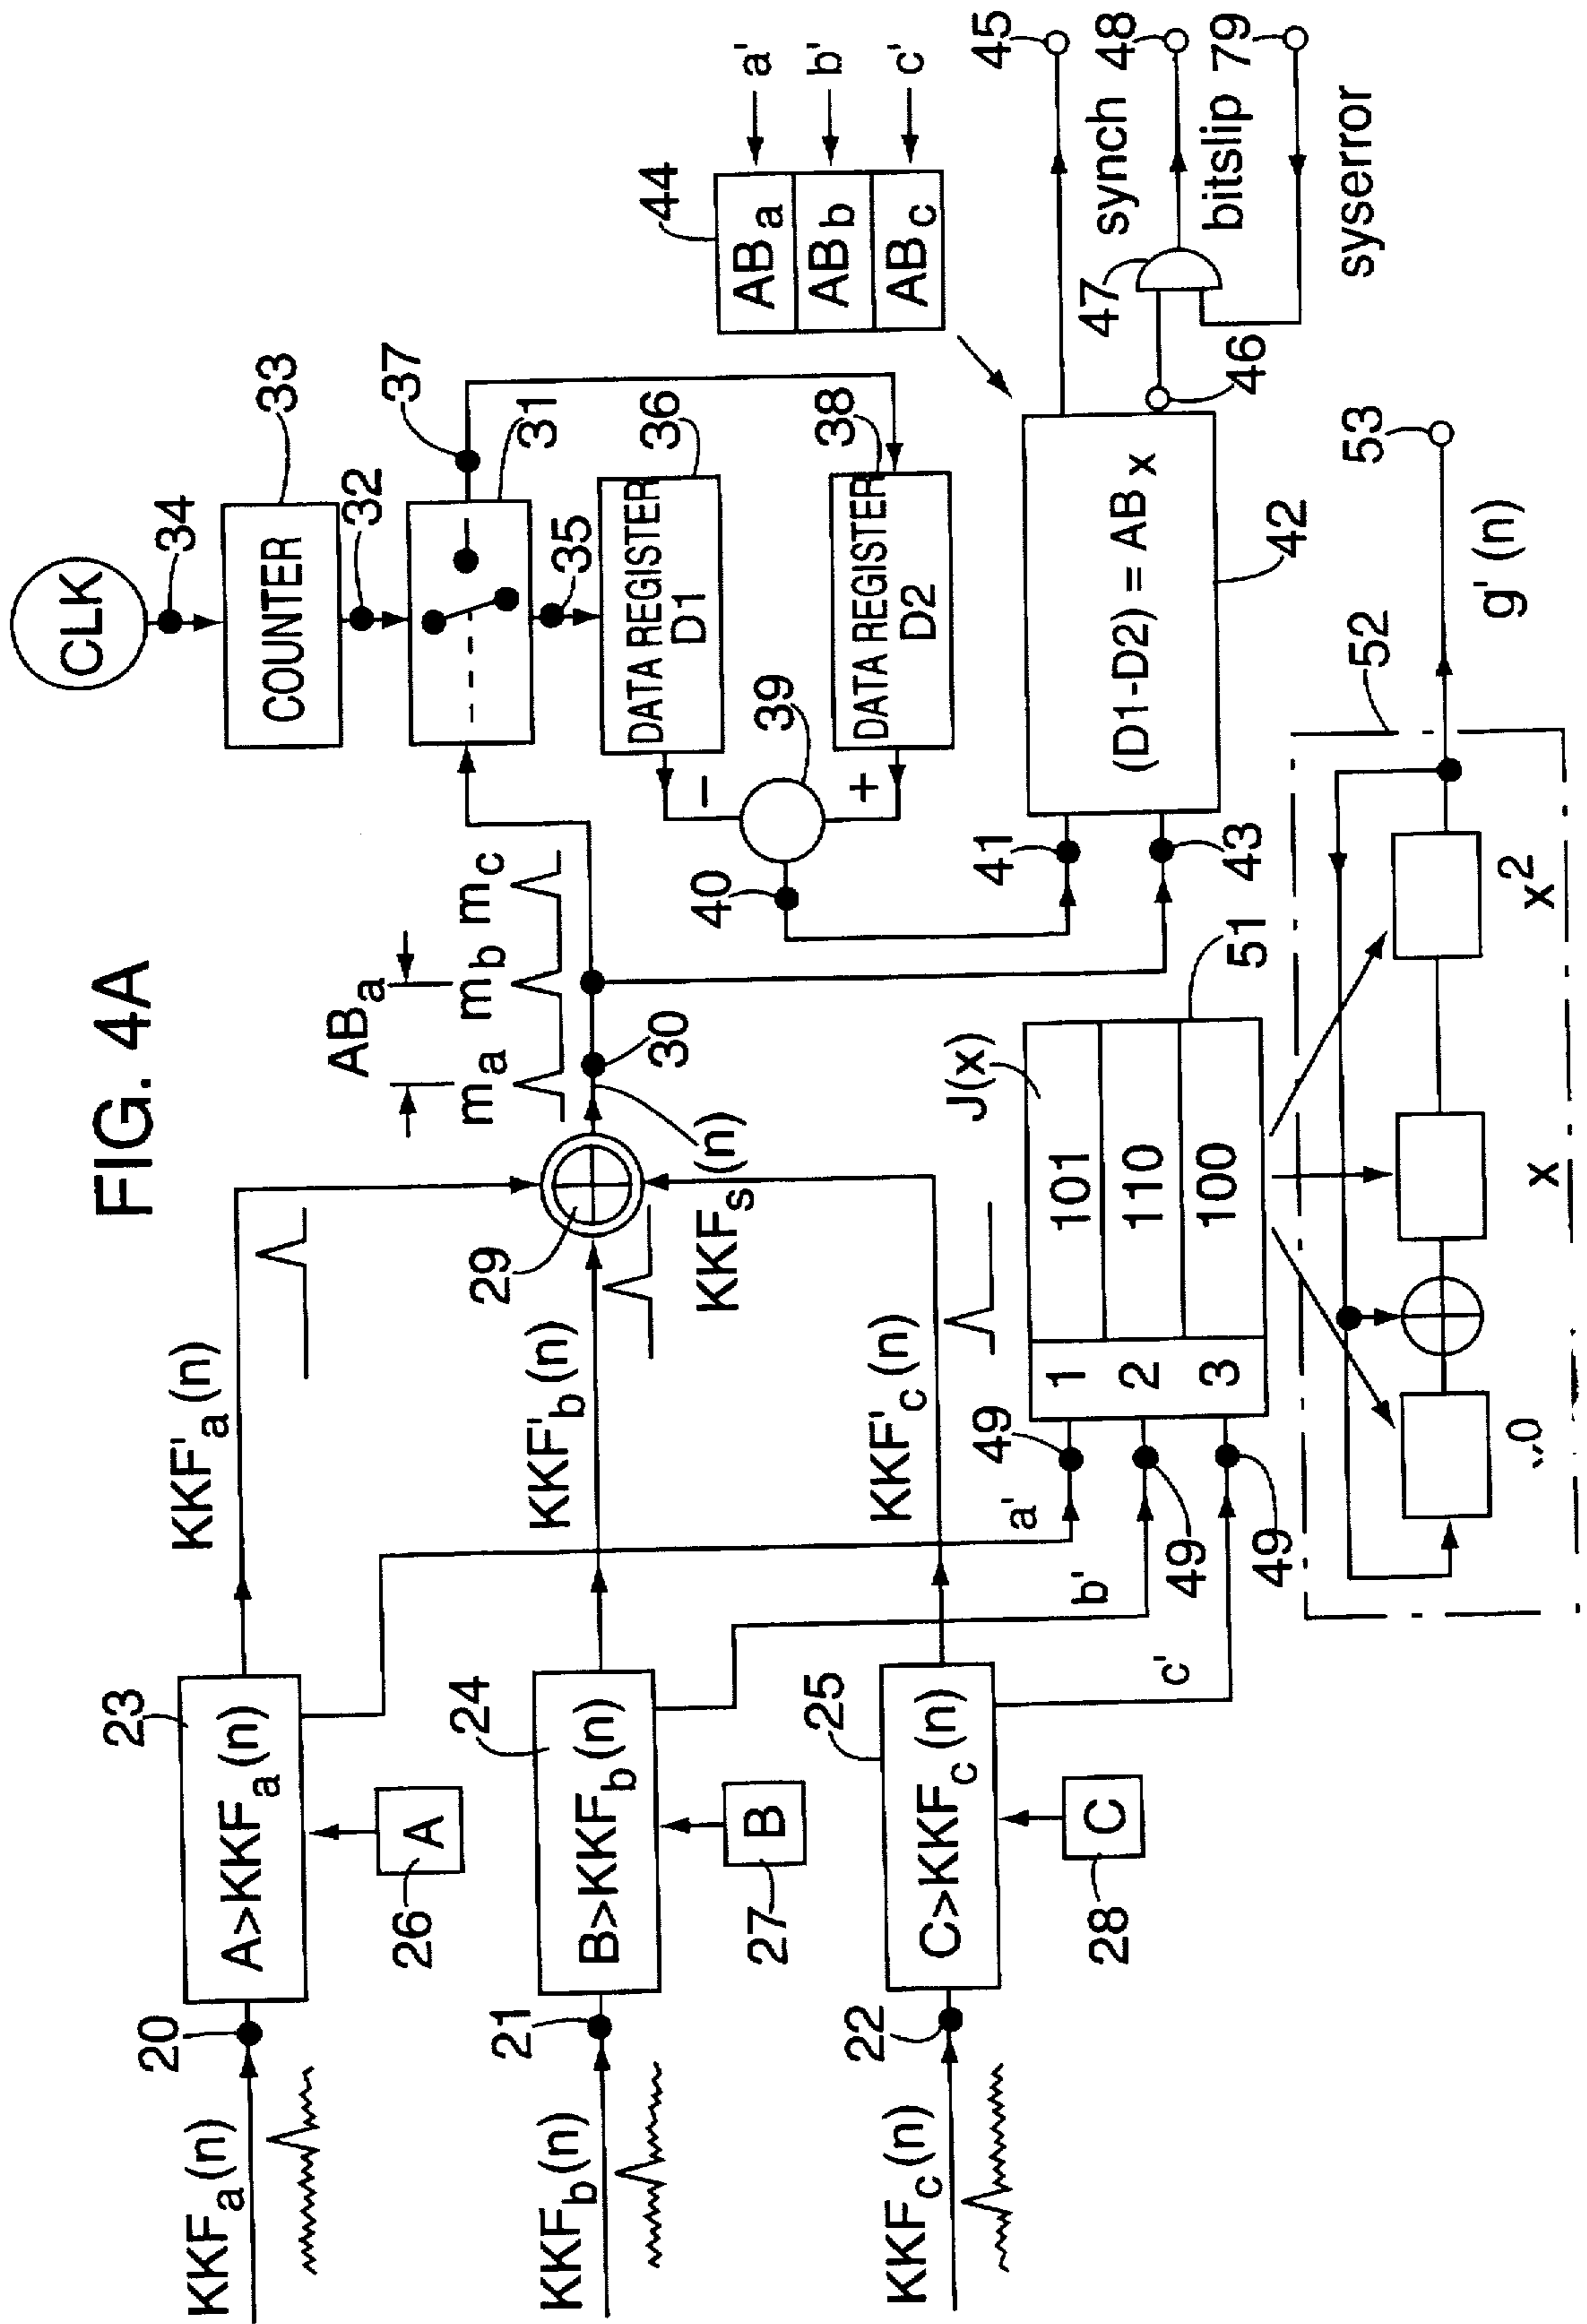 FIG. 4A
KKFa(n)
20
A>KKFa(n)
23
A
26
KKF'a(n)
KKFb(n)
21
B>KKFb(n)
24
B
27
KKF'b(n)
KKFc(n)
22
C>KKFc(n)
25
C
28
KKF'c(n)
29
KKFs(n)
30
ABa
ma
mb
mc
CLK
34
COUNTER
33
32
37
31
35
DATA REGISTER
D1
36
DATA REGISTER
D2
38
39
-
+
40
41
43
(D1-D2) = ABx
42
44
ABa
ABb
ABc
a'
b'
c'
45
synch
46
47
48
bitslip
79
syserror
a'
b'
c'
49
49
49
1 101
2 110
3 100
J(x)
51
52
x
x2
53
g'(n)